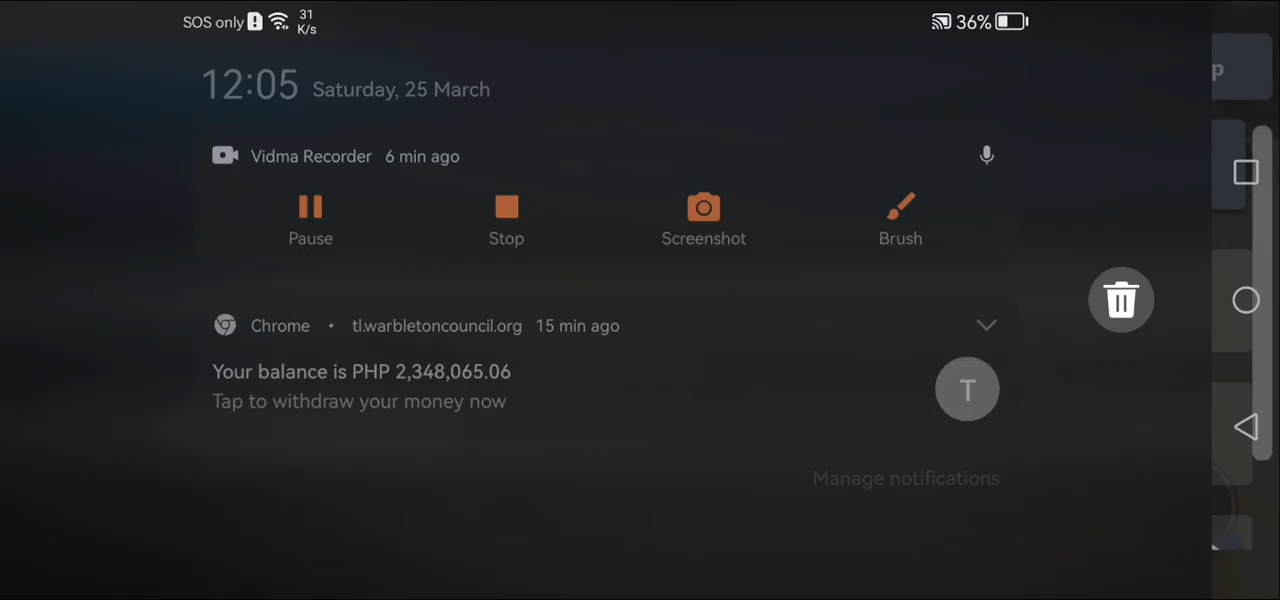 SOS only 31 K/s 36%
12:05 Saturday, 25 March
Vidma Recorder 6 min ago
Pause Stop Screenshot Brush
Chrome • tl.warbletoncouncil.org 15 min ago
Your balance is PHP 2,348,065.06
Tap to withdraw your money now
T
Manage notifications
p